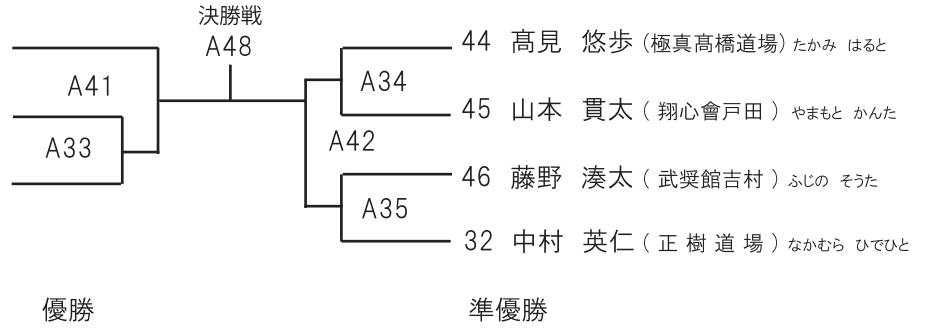 決勝戦
A48
A41
A33
A34
A42
A35
44 髙見 悠歩(極真髙橋道場)たかみ はると
45 山本 貫太(翔心會戸田)やまもと かんた
46 藤野 湊太(武奨館吉村)ふじの そうた
32 中村 英仁(正樹道場)なかむら ひでひと
優勝
準優勝